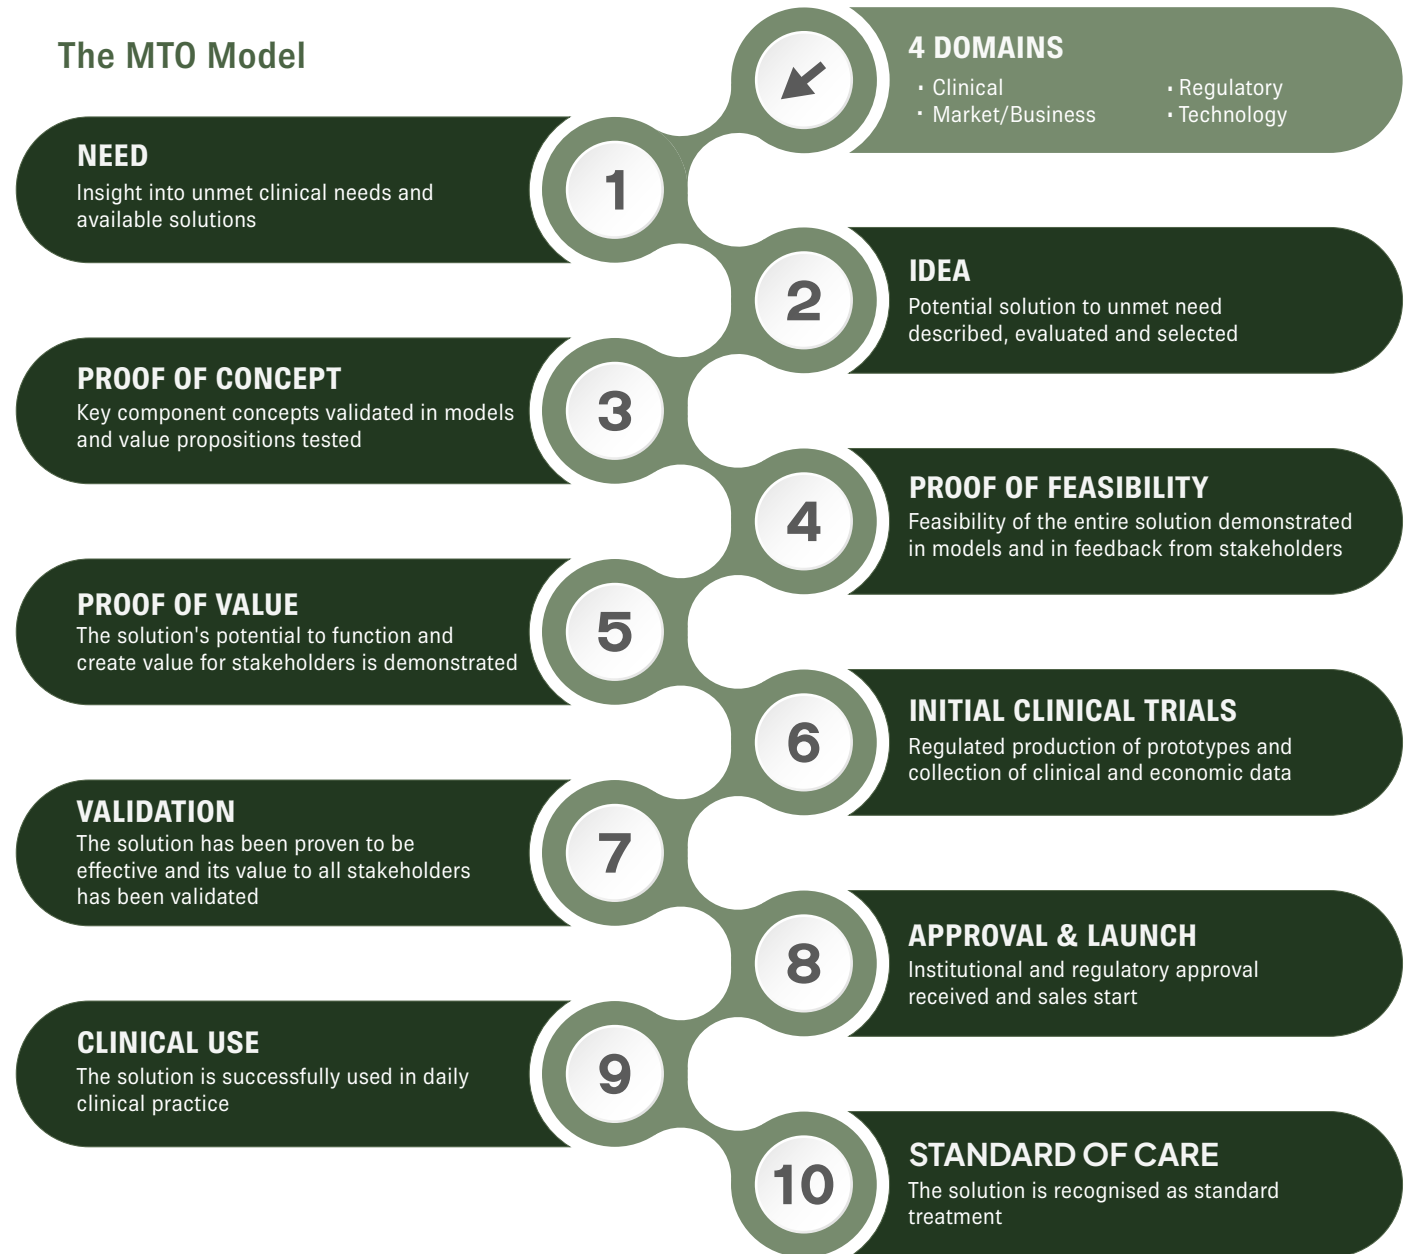 The MTO Model
4 DOMAINS
· Clinical
· Market/Business
· Regulatory
· Technology
NEED
Insight into unmet clinical needs and
available solutions
1
2
IDEA
Potential solution to unmet need
described, evaluated and selected
PROOF OF CONCEPT
Key component concepts validated in models
and value propositions tested
3
4
PROOF OF FEASIBILITY
Feasibility of the entire solution demonstrated
in models and in feedback from stakeholders
PROOF OF VALUE
The solution's potential to function and
create value for stakeholders is demonstrated
5
6
INITIAL CLINICAL TRIALS
Regulated production of prototypes and
collection of clinical and economic data
VALIDATION
The solution has been proven to be
effective and its value to all stakeholders
has been validated
7
8
APPROVAL & LAUNCH
Institutional and regulatory approval
received and sales start
CLINICAL USE
The solution is successfully used in daily
clinical practice
9
10
STANDARD OF CARE
The solution is recognised as standard
treatment